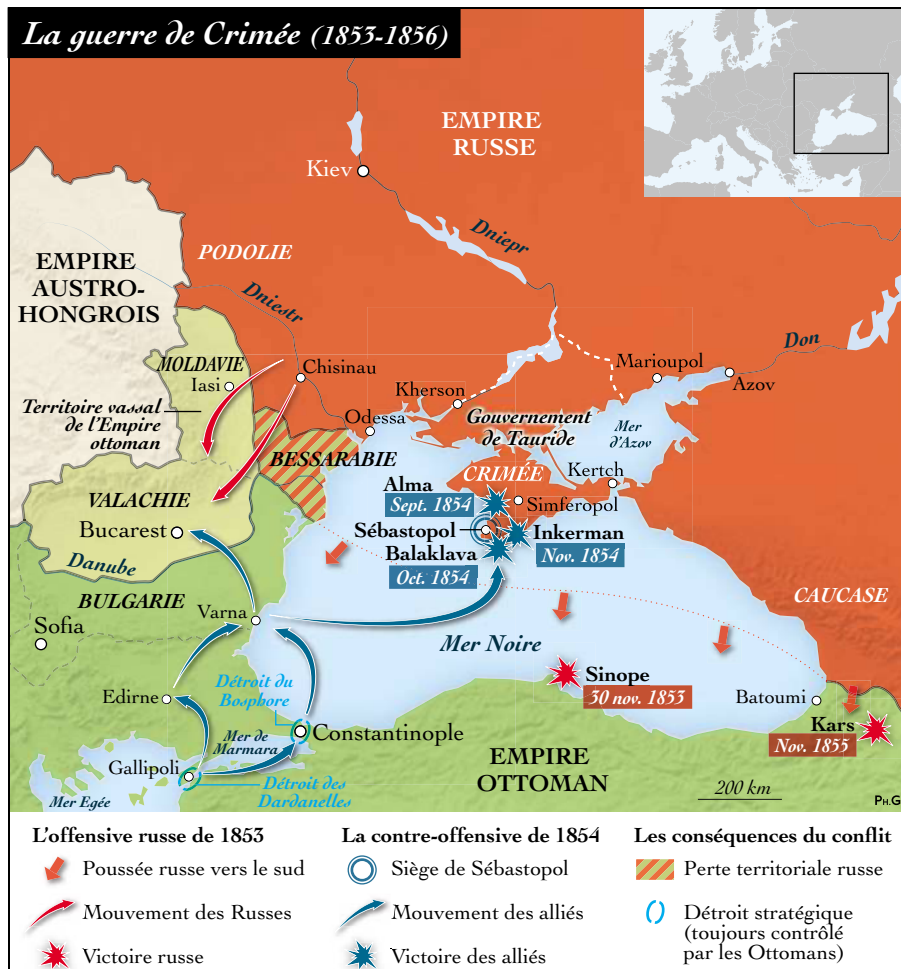 La guerre de Crimée (1853-1856)
EMPIRE
RUSSE
Kiev
Dniepr
PODOLIE
EMPIRE
AUSTRO-
HONGROIS
Dniestr
Don
MOLDAVIE
Iasi
Chisinau
Marioupol
Azov
Kherson
Territoire vassal
de l'Empire
ottoman
Odessa
Gouvernement
de Tauride
Mer
d'Azov
BESSARABIE
CRIMÉE
Kertch
Alma
Sept. 1854
Simferopol
VALACHIE
Bucarest
Sébastopol
Inkerman
Nov. 1854
Balaklava
Oct. 1854
Danube
BULGARIE
CAUCASE
Varna
Sofia
Mer Noire
Sinope
30 nov. 1853
Détroit du
Bosphore
Edirne
Batoumi
Kars
Nov. 1855
Constantinople
Mer de
Marmara
EMPIRE
OTTOMAN
Gallipoli
Détroit des
Dardanelles
Mer Egée
200 km
PH.G
L'offensive russe de 1853
Poussée russe vers le sud
Mouvement des Russes
Victoire russe
La contre-offensive de 1854
Siège de Sébastopol
Mouvement des alliés
Victoire des alliés
Les conséquences du conflit
Perte territoriale russe
Détroit stratégique
(toujours contrôlé
par les Ottomans)